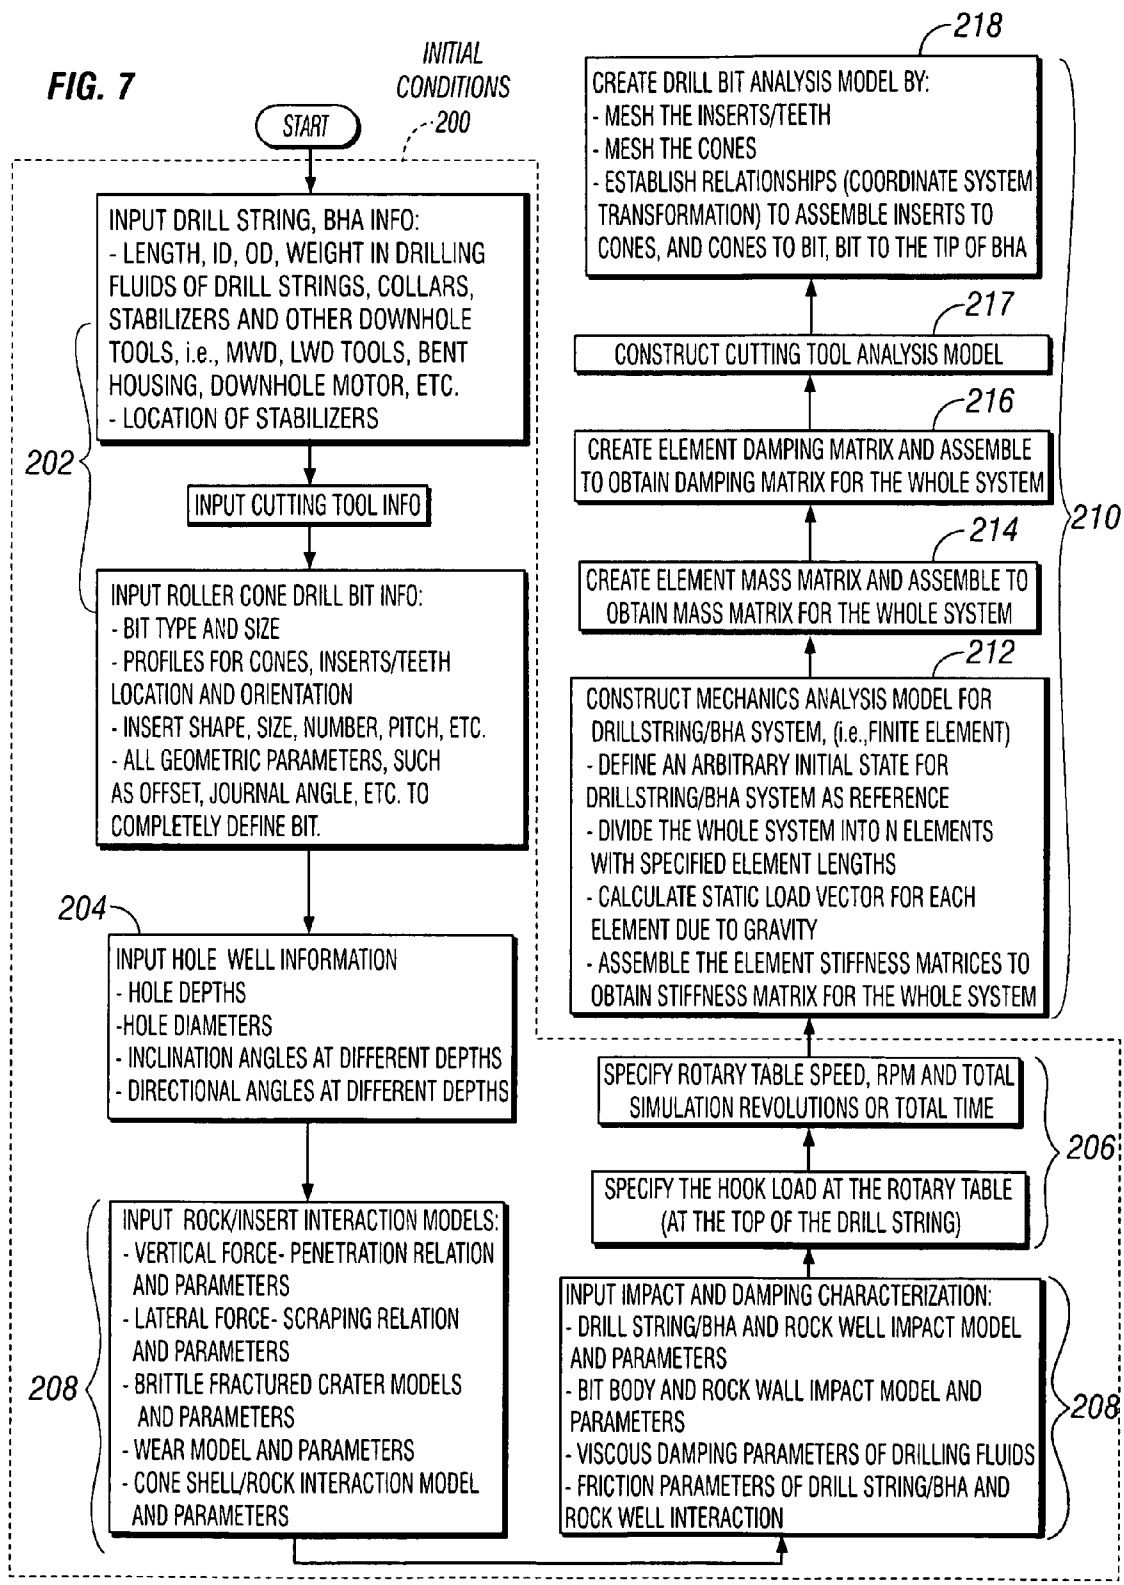 FIG. 7
INITIAL
CONDITIONS
200
START
INPUT DRILL STRING, BHA INFO:
- LENGTH, ID, OD, WEIGHT IN DRILLING
FLUIDS OF DRILL STRINGS, COLLARS,
STABILIZERS AND OTHER DOWNHOLE
TOOLS, i.e., MWD, LWD TOOLS, BENT
HOUSING, DOWNHOLE MOTOR, ETC.
- LOCATION OF STABILIZERS
202
INPUT CUTTING TOOL INFO
INPUT ROLLER CONE DRILL BIT INFO:
- BIT TYPE AND SIZE
- PROFILES FOR CONES, INSERTS/TEETH
LOCATION AND ORIENTATION
- INSERT SHAPE, SIZE, NUMBER, PITCH, ETC.
- ALL GEOMETRIC PARAMETERS, SUCH
AS OFFSET, JOURNAL ANGLE, ETC. TO
COMPLETELY DEFINE BIT.
204
INPUT HOLE WELL INFORMATION
- HOLE DEPTHS
-HOLE DIAMETERS
- INCLINATION ANGLES AT DIFFERENT DEPTHS
- DIRECTIONAL ANGLES AT DIFFERENT DEPTHS
208
INPUT ROCK/INSERT INTERACTION MODELS:
- VERTICAL FORCE- PENETRATION RELATION
AND PARAMETERS
- LATERAL FORCE- SCRAPING RELATION
AND PARAMETERS
- BRITTLE FRACTURED CRATER MODELS
AND PARAMETERS
- WEAR MODEL AND PARAMETERS
- CONE SHELL/ROCK INTERACTION MODEL
AND PARAMETERS
INPUT IMPACT AND DAMPING CHARACTERIZATION:
- DRILL STRING/BHA AND ROCK WELL IMPACT MODEL
AND PARAMETERS
- BIT BODY AND ROCK WALL IMPACT MODEL AND
PARAMETERS
- VISCOUS DAMPING PARAMETERS OF DRILLING FLUIDS
- FRICTION PARAMETERS OF DRILL STRING/BHA AND
ROCK WELL INTERACTION
208
SPECIFY THE HOOK LOAD AT THE ROTARY TABLE
(AT THE TOP OF THE DRILL STRING)
SPECIFY ROTARY TABLE SPEED, RPM AND TOTAL
SIMULATION REVOLUTIONS OR TOTAL TIME
206
212
CONSTRUCT MECHANICS ANALYSIS MODEL FOR
DRILLSTRING/BHA SYSTEM, (i.e.,FINITE ELEMENT)
- DEFINE AN ARBITRARY INITIAL STATE FOR
DRILLSTRING/BHA SYSTEM AS REFERENCE
- DIVIDE THE WHOLE SYSTEM INTO N ELEMENTS
WITH SPECIFIED ELEMENT LENGTHS
- CALCULATE STATIC LOAD VECTOR FOR EACH
ELEMENT DUE TO GRAVITY
- ASSEMBLE THE ELEMENT STIFFNESS MATRICES TO
OBTAIN STIFFNESS MATRIX FOR THE WHOLE SYSTEM
214
CREATE ELEMENT MASS MATRIX AND ASSEMBLE TO
OBTAIN MASS MATRIX FOR THE WHOLE SYSTEM
216
CREATE ELEMENT DAMPING MATRIX AND ASSEMBLE
TO OBTAIN DAMPING MATRIX FOR THE WHOLE SYSTEM
217
CONSTRUCT CUTTING TOOL ANALYSIS MODEL
218
CREATE DRILL BIT ANALYSIS MODEL BY:
- MESH THE INSERTS/TEETH
- MESH THE CONES
- ESTABLISH RELATIONSHIPS (COORDINATE SYSTEM
TRANSFORMATION) TO ASSEMBLE INSERTS TO
CONES, AND CONES TO BIT, BIT TO THE TIP OF BHA
210